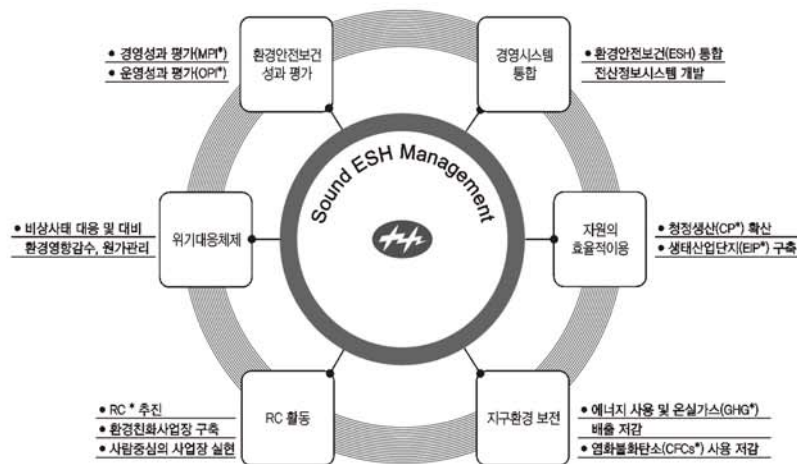 ● 경영성과 평가(MPI*)
● 운영성과 평가(OPI*)
환경안전보건
성과 평가
경영시스템
통합
● 환경안전보건(ESH) 통합
전산정보시스템 개발
Sound ESH Management
● 비상사태 대응 및 대비
환경영향감수, 원가관리
위기대응체제
자원의
효율적이용
● 청정생산(CP*) 확산
● 생태산업단지(EIP*) 구축
● RC * 추진
● 환경친화사업장 구축
● 사람중심의 사업장 실현
RC 활동
지구환경 보전
● 에너지 사용 및 온실가스(GHG*)
배출 저감
● 염화불화탄소(CFCs*) 사용 저감